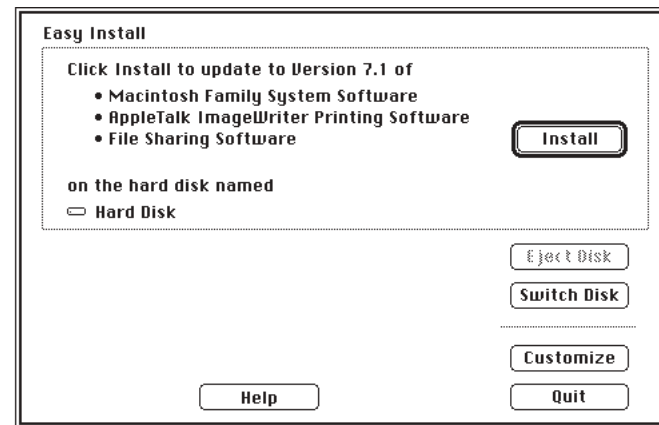 Easy Install
Click Install to update to Version 7.1 of
• Macintosh Family System Software
• AppleTalk ImageWriter Printing Software
• File Sharing Software
Install
on the hard disk named
Hard Disk
Eject Disk
Switch Disk
Customize
Help
Quit